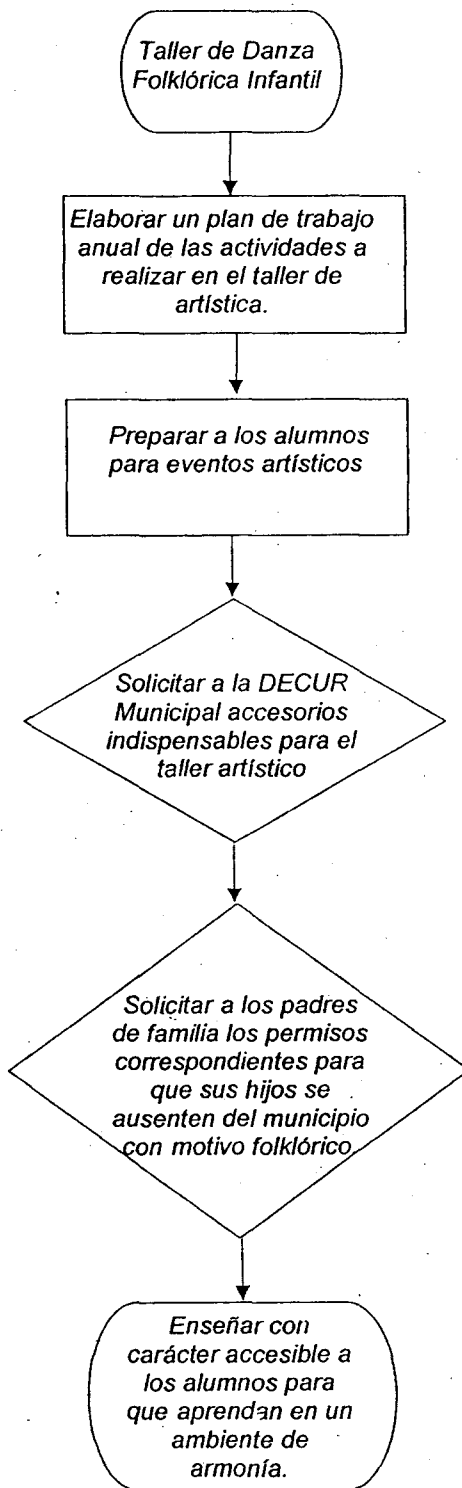 Taller de Danza
Folklórica Infantil
Elaborar un plan de trabajo
anual de las actividades a
realizar en el taller de
artística.
Preparar a los alumnos
para eventos artísticos
Solicitar a la DECUR
Municipal accesorios
indispensables para el
taller artístico
Solicitar a los padres
de familia los permisos
correspondientes para
que sus hijos se
ausenten del municipio
con motivo folklórico
Enseñar con
carácter accesible a
los alumnos para
que aprendan en un
ambiente de
armonía.